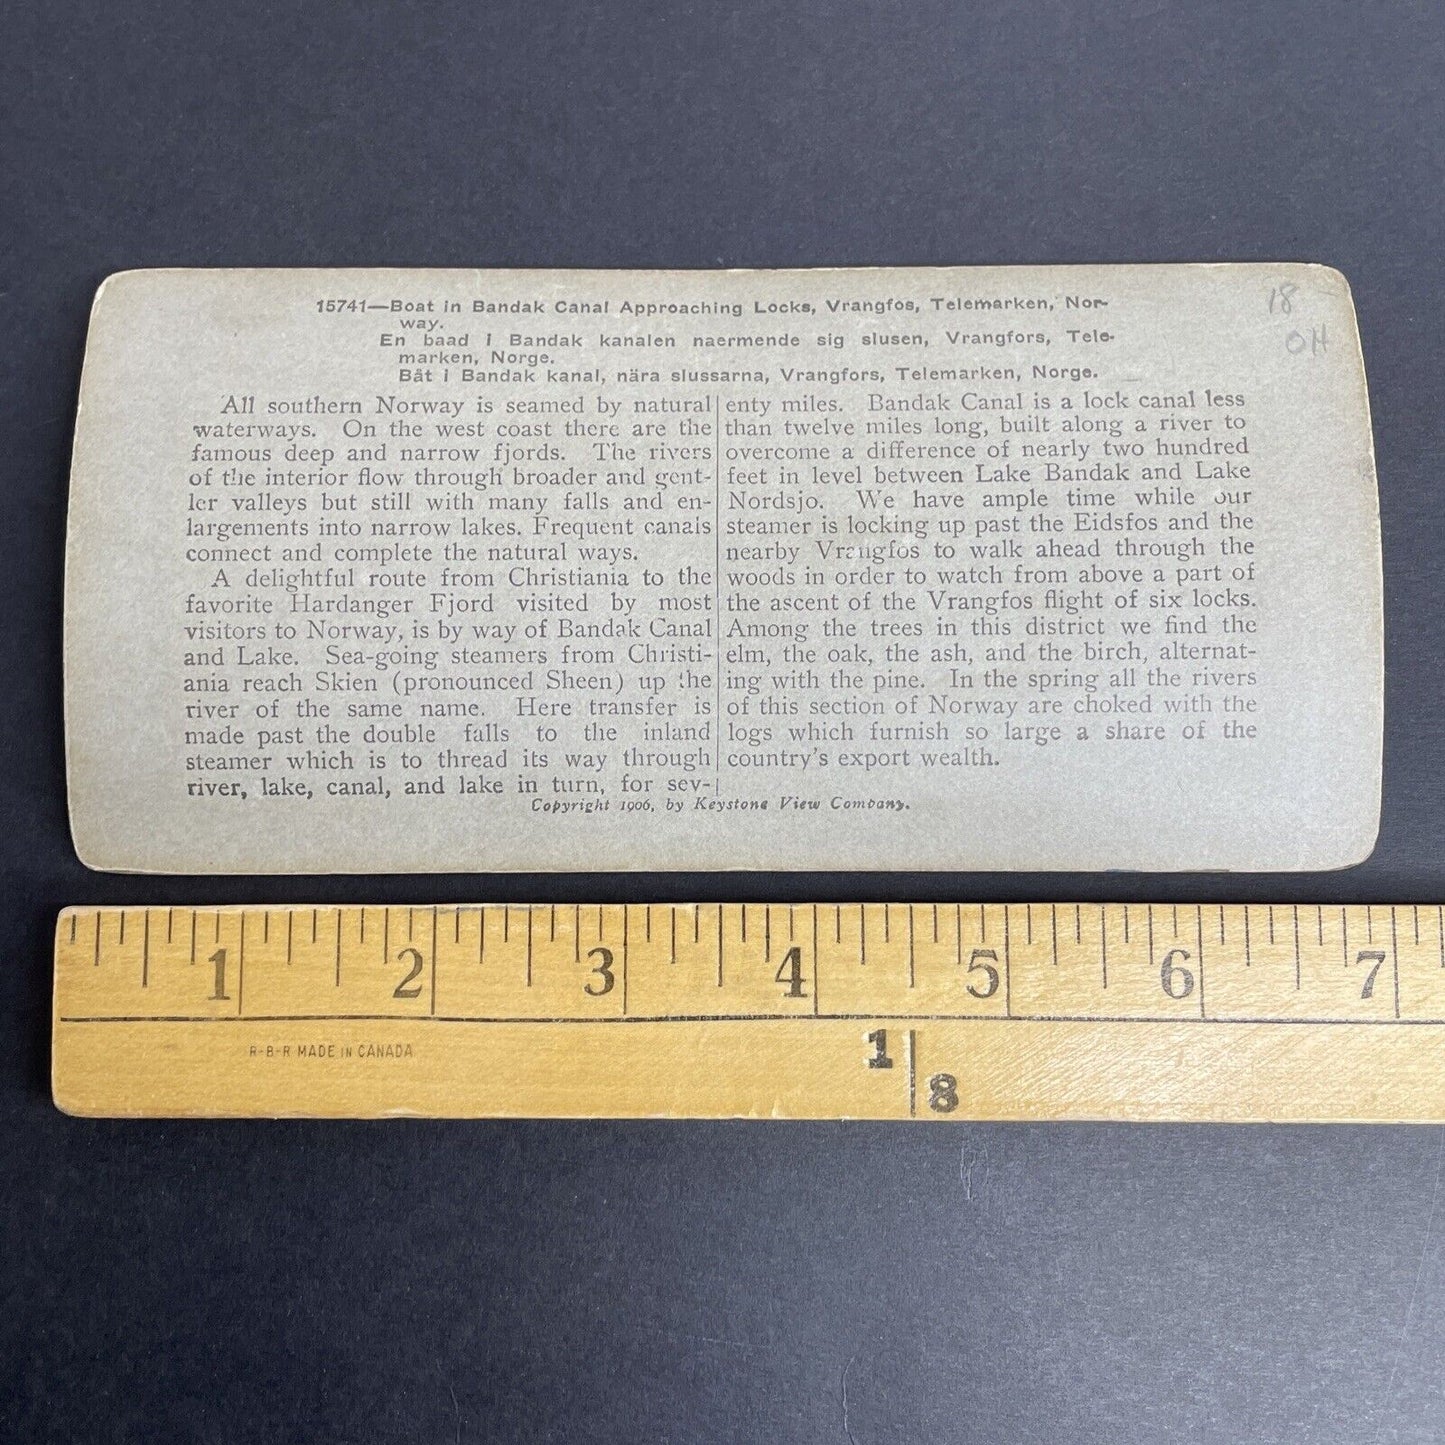 15741—Boat in Bandak Canal Approaching Locks, Vrangfos, Telemarken, Nor-
way.
En baad i Bandak kanalen naermende sig slusen, Vrangfors, Tele-
marken, Norge.
Båt i Bandak kanal, nära slussarna, Vrangfors, Telemarken, Norge.
18
OH
All southern Norway is seamed by natural
waterways. On the west coast there are the
famous deep and narrow fjords. The rivers
of the interior flow through broader and gent-
ler valleys but still with many falls and en-
largements into narrow lakes. Frequent canals
connect and complete the natural ways.
A delightful route from Christiania to the
favorite Hardanger Fjord visited by most
visitors to Norway, is by way of Bandak Canal
and Lake. Sea-going steamers from Christi-
ania reach Skien (pronounced Sheen) up the
river of the same name. Here transfer is
made past the double falls to the inland
steamer which is to thread its way through
river, lake, canal, and lake in turn, for sev-
enty miles. Bandak Canal is a lock canal less
than twelve miles long, built along a river to
overcome a difference of nearly two hundred
feet in level between Lake Bandak and Lake
Nordsjo. We have ample time while our
steamer is locking up past the Eidsfos and the
nearby Vrangfos to walk ahead through the
woods in order to watch from above a part of
the ascent of the Vrangfos flight of six locks.
Among the trees in this district we find the
elm, the oak, the ash, and the birch, alternat-
ing with the pine. In the spring all the rivers
of this section of Norway are choked with the
logs which furnish so large a share of the
country's export wealth.
Copyright 1906, by Keystone View Company.
1 2 3 4 5 6 7
R-B-R MADE IN CANADA
1
8